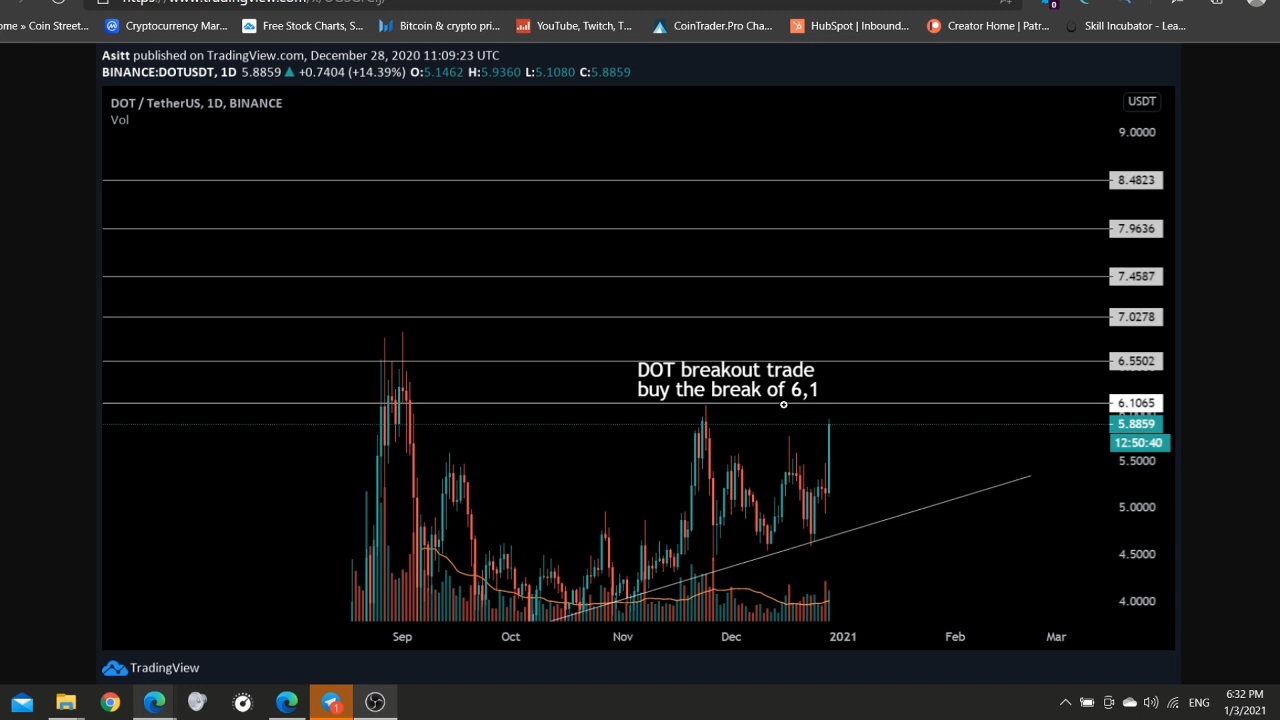 ome » Coin Street...
Cryptocurrency Mar...
Free Stock Charts, S...
Bitcoin & crypto pri...
YouTube, Twitch, T...
CoinTrader.Pro Cha...
HubSpot | Inbound...
Creator Home | Patr...
Skill Incubator - Lea...
0
Asitt published on TradingView.com, December 28, 2020 11:09:23 UTC
BINANCE:DOTUSDT, 1D 5.8859 ▲ +0.7404 (+14.39%) O:5.1462 H:5.9360 L:5.1080 C:5.8859
DOT / TetherUS, 1D, BINANCE
Vol
USDT
9.0000
8.4823
7.9636
7.4587
7.0278
6.5502
DOT breakout trade
buy the break of 6,1
6.1065
5.8859
12:50:40
5.5000
5.0000
4.5000
4.0000
Sep Oct Nov Dec 2021 Feb Mar
TradingView
1
ENG
6:32 PM
1/3/2021